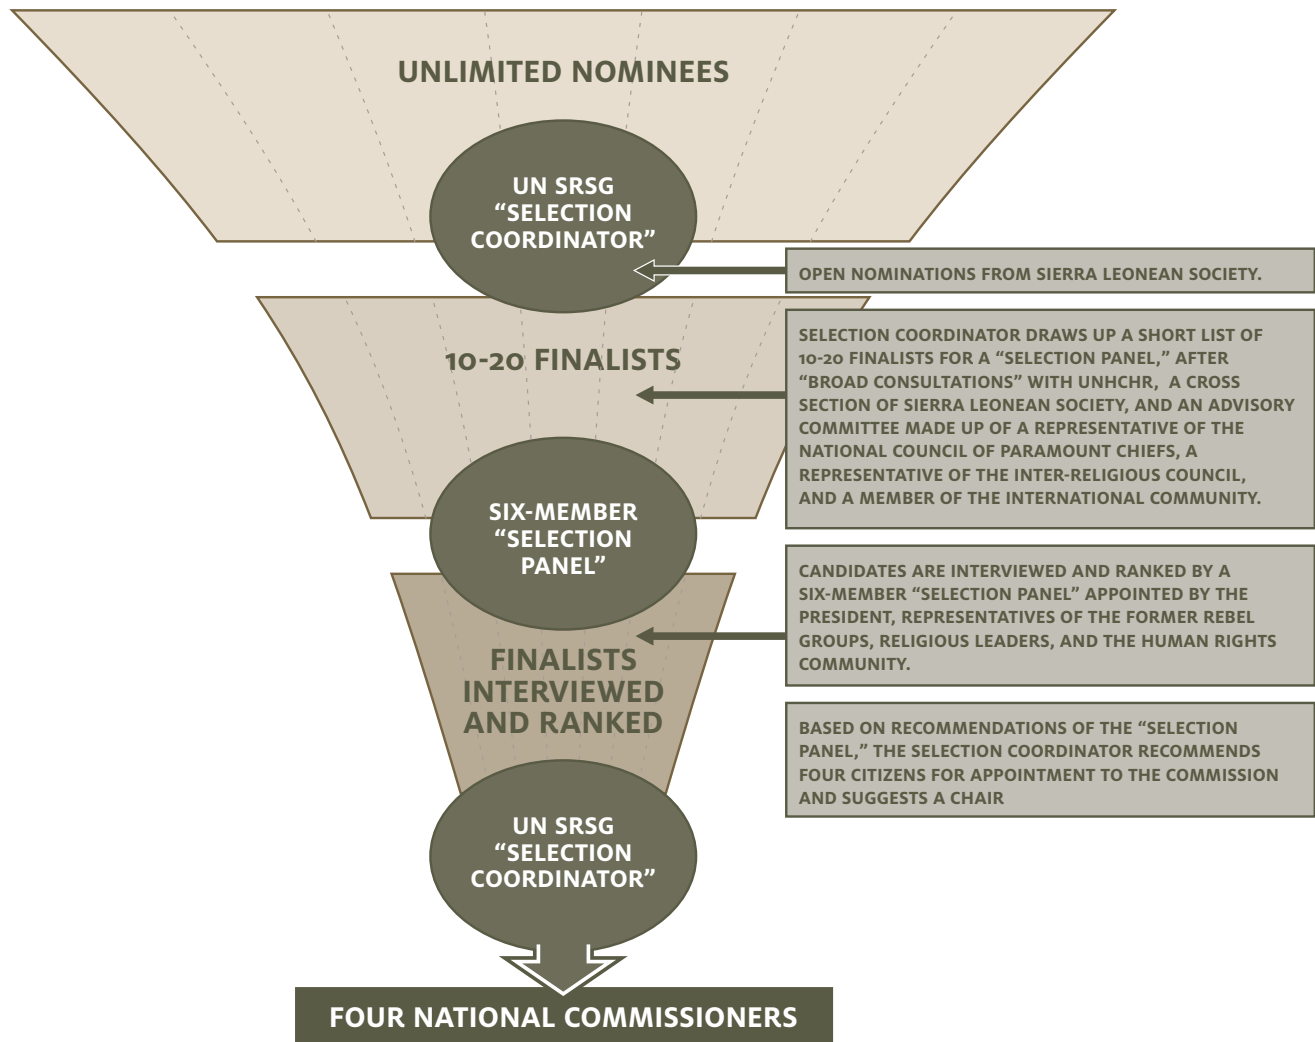 UNLIMITED NOMINEES
UN SRSG
“SELECTION
COORDINATOR”
OPEN NOMINATIONS FROM SIERRA LEONEAN SOCIETY.
10-20 FINALISTS
SELECTION COORDINATOR DRAWS UP A SHORT LIST OF
10-20 FINALISTS FOR A “SELECTION PANEL,” AFTER
“BROAD CONSULTATIONS” WITH UNHCHR, A CROSS
SECTION OF SIERRA LEONEAN SOCIETY, AND AN ADVISORY
COMMITTEE MADE UP OF A REPRESENTATIVE OF THE
NATIONAL COUNCIL OF PARAMOUNT CHIEFS, A
REPRESENTATIVE OF THE INTER-RELIGIOUS COUNCIL,
AND A MEMBER OF THE INTERNATIONAL COMMUNITY.
SIX-MEMBER
“SELECTION
PANEL”
CANDIDATES ARE INTERVIEWED AND RANKED BY A
SIX-MEMBER “SELECTION PANEL” APPOINTED BY THE
PRESIDENT, REPRESENTATIVES OF THE FORMER REBEL
GROUPS, RELIGIOUS LEADERS, AND THE HUMAN RIGHTS
COMMUNITY.
FINALISTS
INTERVIEWED
AND RANKED
BASED ON RECOMMENDATIONS OF THE “SELECTION
PANEL,” THE SELECTION COORDINATOR RECOMMENDS
FOUR CITIZENS FOR APPOINTMENT TO THE COMMISSION
AND SUGGESTS A CHAIR
UN SRSG
“SELECTION
COORDINATOR”
FOUR NATIONAL COMMISSIONERS